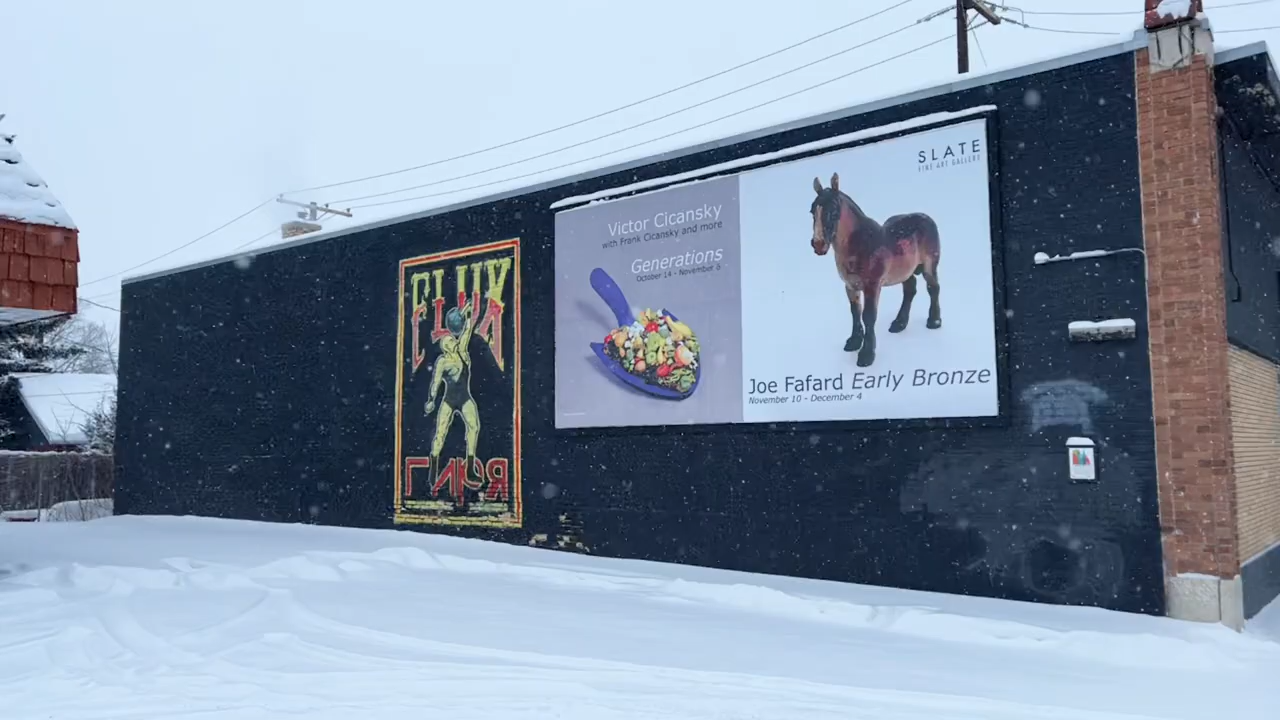 FLUX
SLATE
FINE ART GALLERY
Victor Cicansky
with Frank Cicansky and more
Generations
October 14 - November 5
Joe Fafard Early Bronze
November 10 - December 4